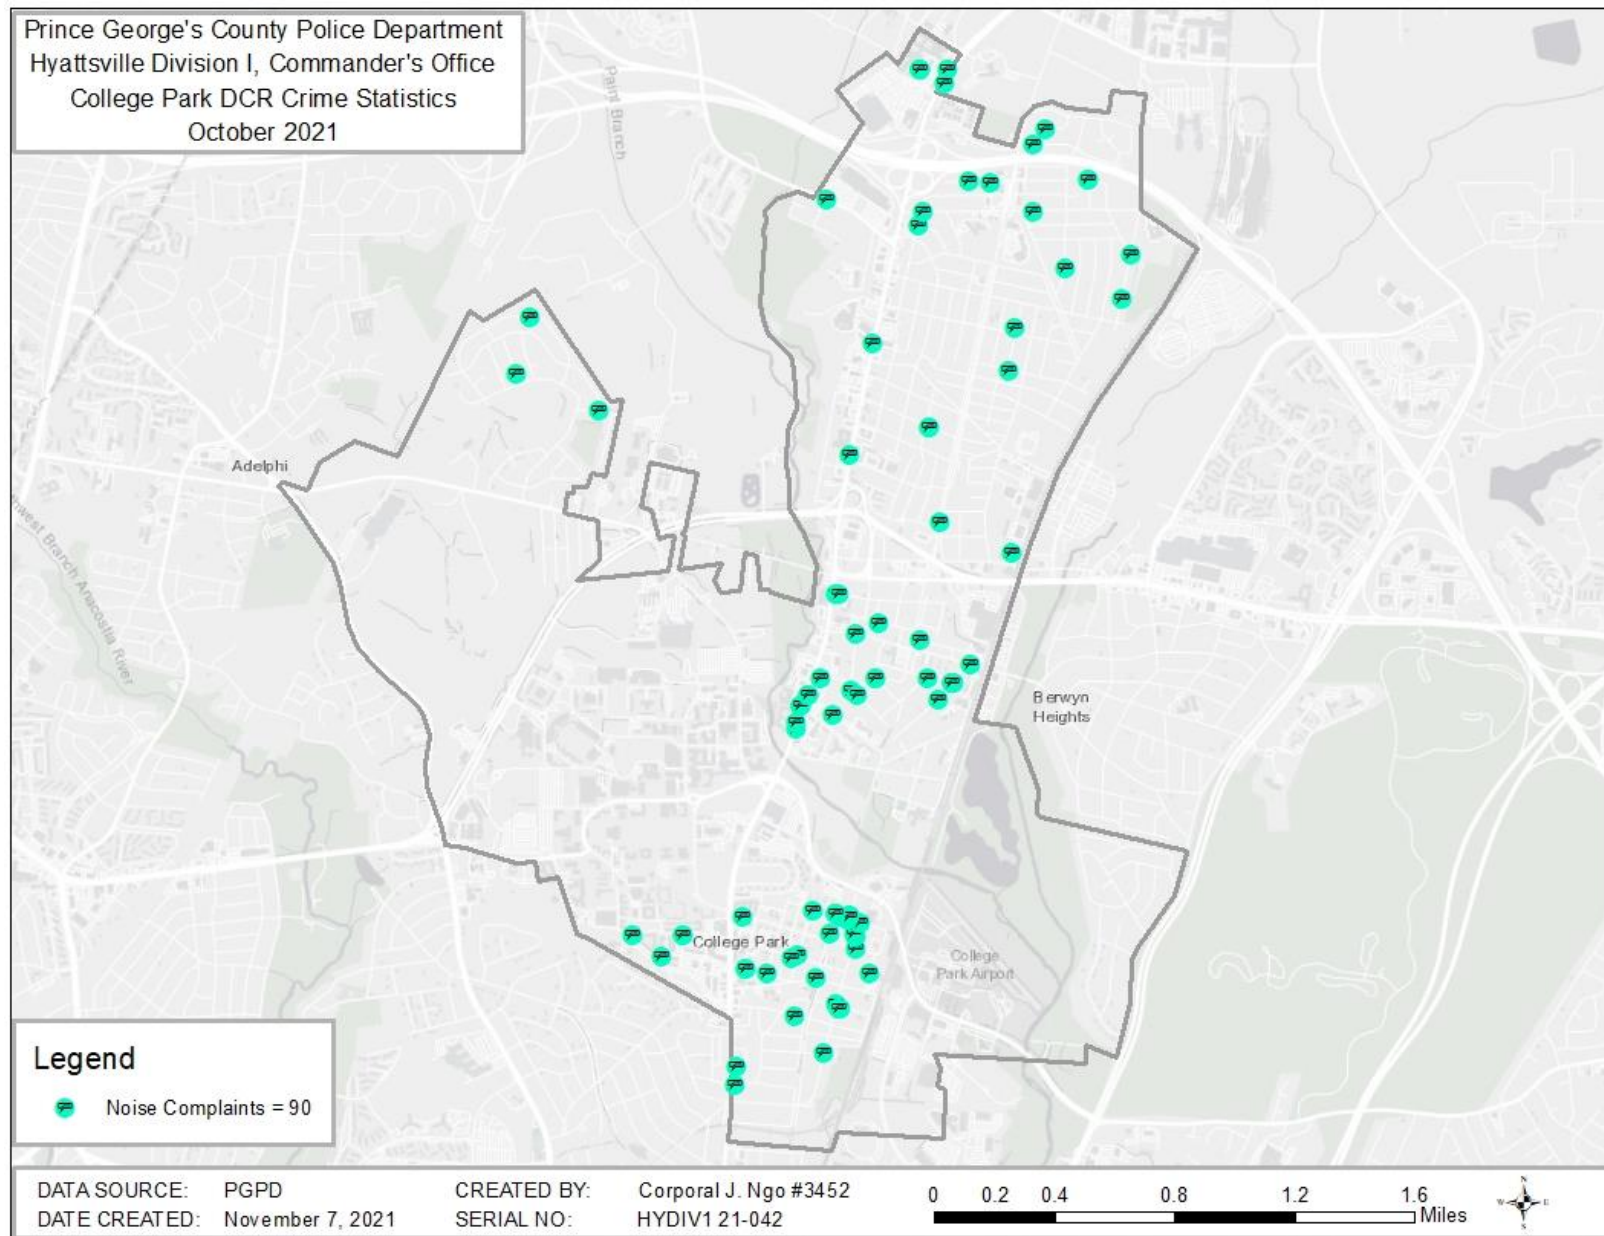 Prince George's County Police Department
Hyattsville Division I, Commander's Office
College Park DCR Crime Statistics
October 2021
Paint Branch
Adelphi
Branch Anacostia River
Berwyn
Heights
College Park
College
Park Airport
Legend
Noise Complaints = 90
DATA SOURCE: PGPD
DATE CREATED: November 7, 2021
CREATED BY: Corporal J. Ngo #3452
SERIAL NO: HYDIV1 21-042
0 0.2 0.4 0.8 1.2 1.6
Miles
N
W E
S